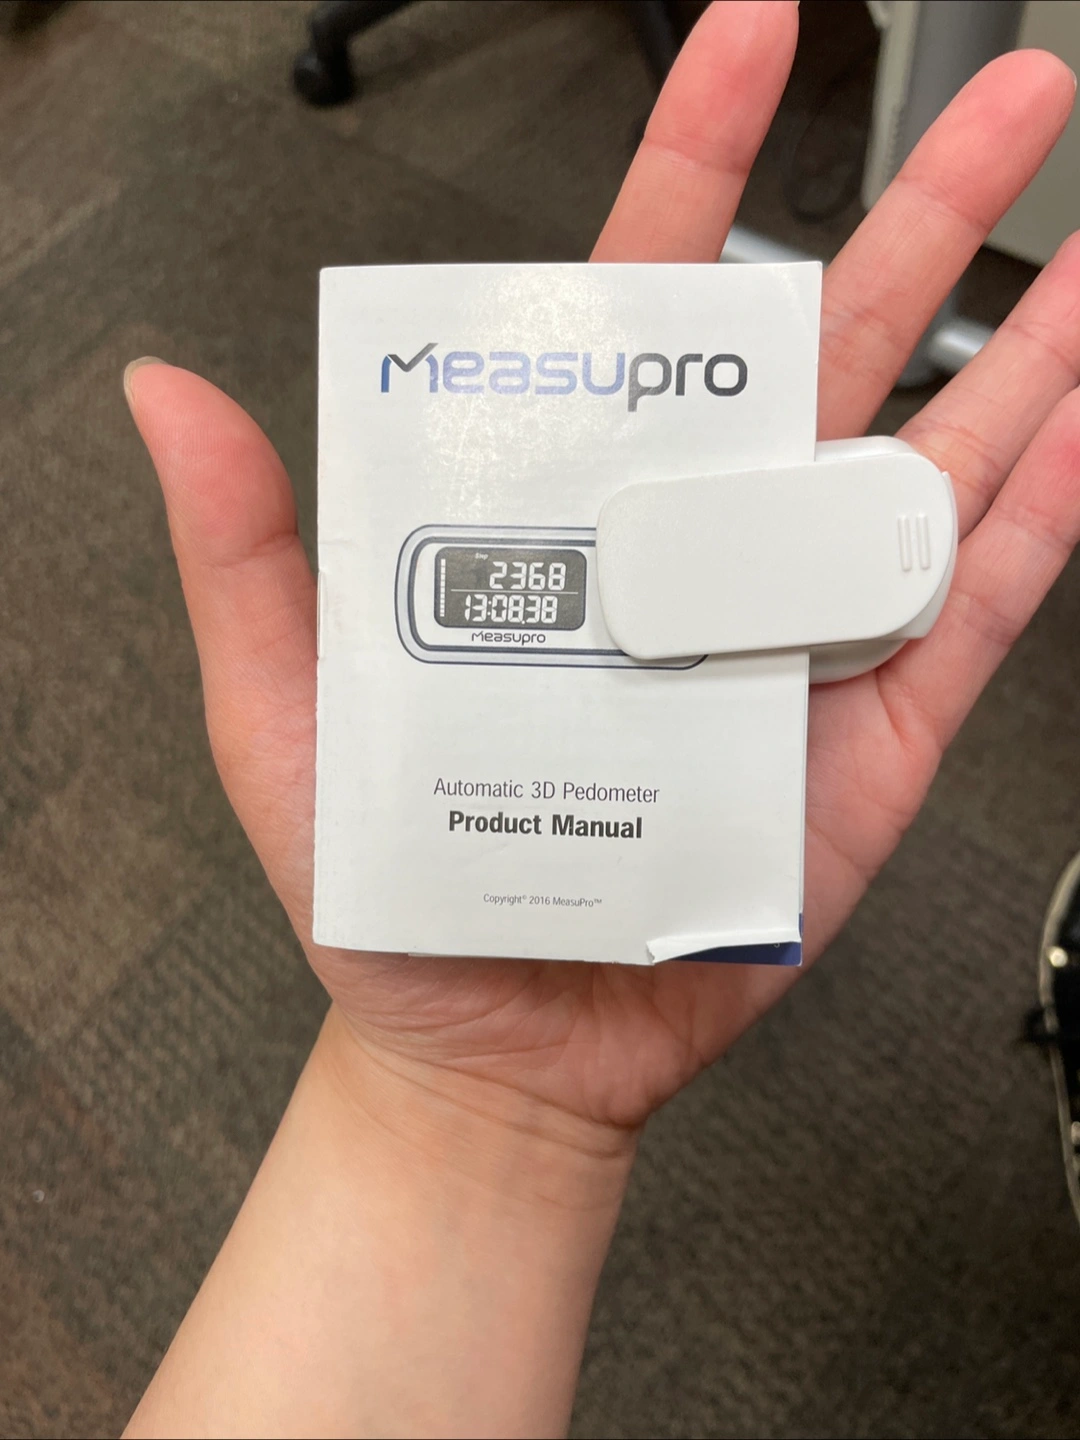 Measupro
Step
2368
13:08.38
Measupro
Automatic 3D Pedometer
Product Manual
Copyright© 2016 MeasuPro™